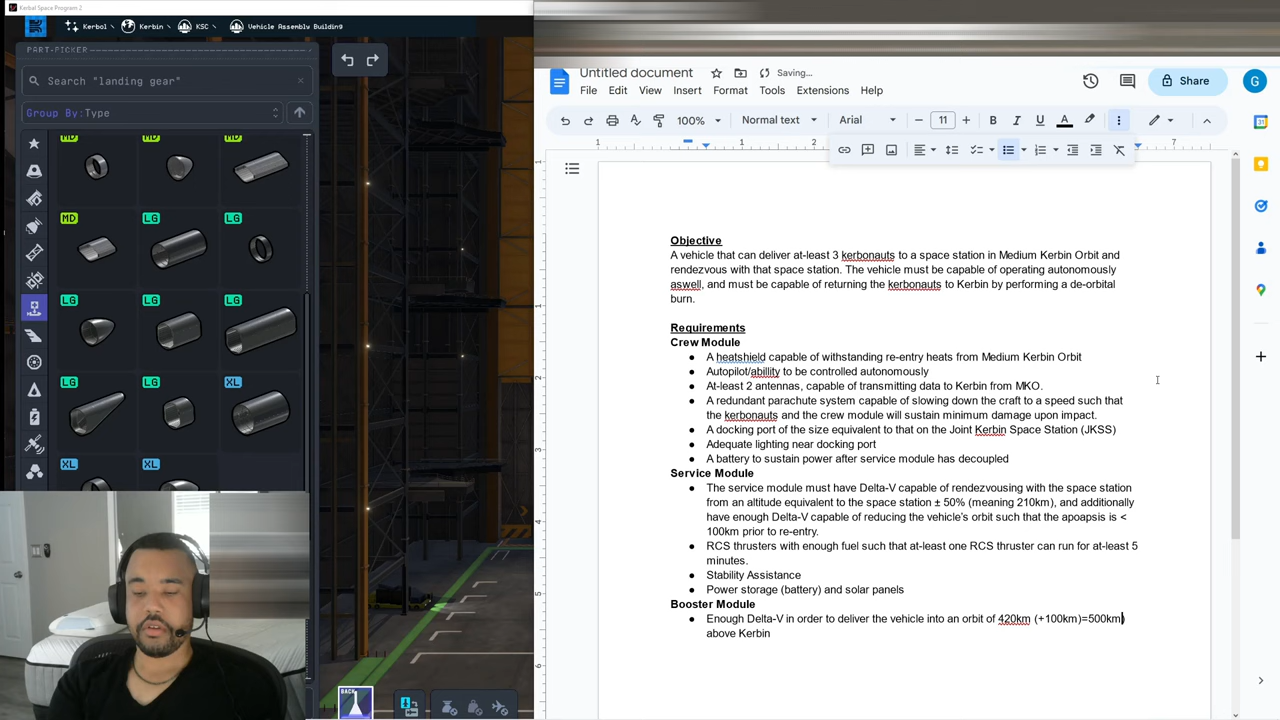 Kerbal Space Program 2
Kerbol
Kerbin
KSC
Vehicle Assembly Building
PART-PICKER
Search "landing gear"
Group By:Type
MD
MD
MD
MD
LG
LG
LG
LG
LG
LG
LG
XL
XL
XL
BACK
Untitled document
Saving...
File Edit View Insert Format Tools Extensions Help
Share
G
100%
Normal text
Arial
11
B I U A
1
1
7
1
2
3
4
5
6
Objective
A vehicle that can deliver at-least 3 kerbonauts to a space station in Medium Kerbin Orbit and
rendezvous with that space station. The vehicle must be capable of operating autonomously
aswell, and must be capable of returning the kerbonauts to Kerbin by performing a de-orbital
burn.
Requirements
Crew Module
● A heatshield capable of withstanding re-entry heats from Medium Kerbin Orbit
● Autopilot/abillity to be controlled autonomously
● At-least 2 antennas, capable of transmitting data to Kerbin from MKO.
● A redundant parachute system capable of slowing down the craft to a speed such that
the kerbonauts and the crew module will sustain minimum damage upon impact.
● A docking port of the size equivalent to that on the Joint Kerbin Space Station (JKSS)
● Adequate lighting near docking port
● A battery to sustain power after service module has decoupled
Service Module
● The service module must have Delta-V capable of rendezvousing with the space station
from an altitude equivalent to the space station ± 50% (meaning 210km), and additionally
have enough Delta-V capable of reducing the vehicle's orbit such that the apoapsis is <
100km prior to re-entry.
● RCS thrusters with enough fuel such that at-least one RCS thruster can run for at-least 5
minutes.
● Stability Assistance
● Power storage (battery) and solar panels
Booster Module
● Enough Delta-V in order to deliver the vehicle into an orbit of 420km (+100km)=500km)
above Kerbin